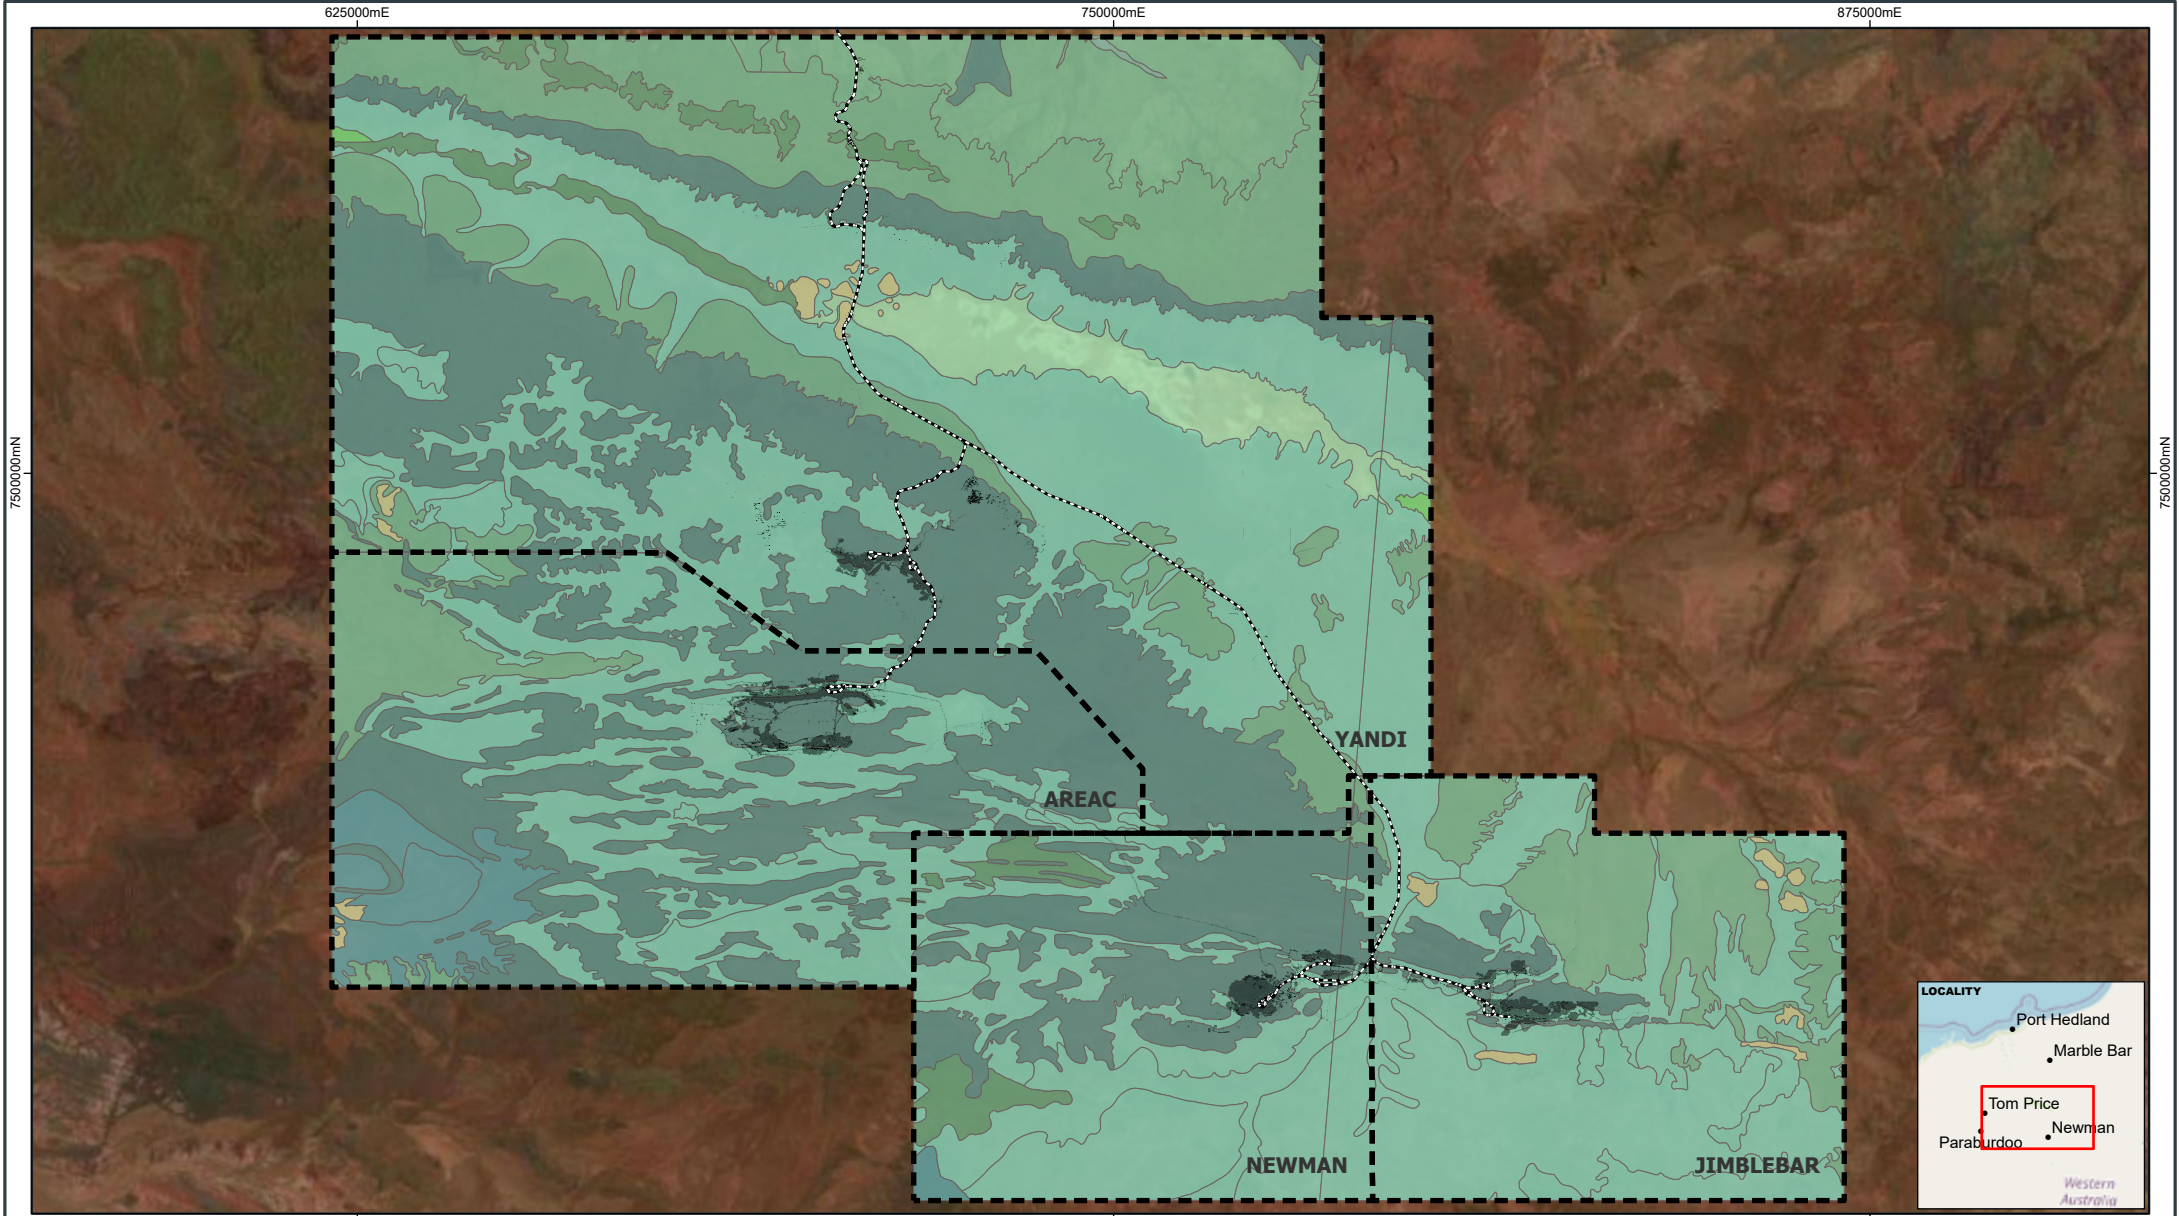 625000mE
750000mE
875000mE
7500000mN
7500000mN
YANDI
AREAC
NEWMAN
JIMBLEBAR
LOCALITY
Port Hedland
Marble Bar
Tom Price
Newman
Paraburdoo
Western
Australia